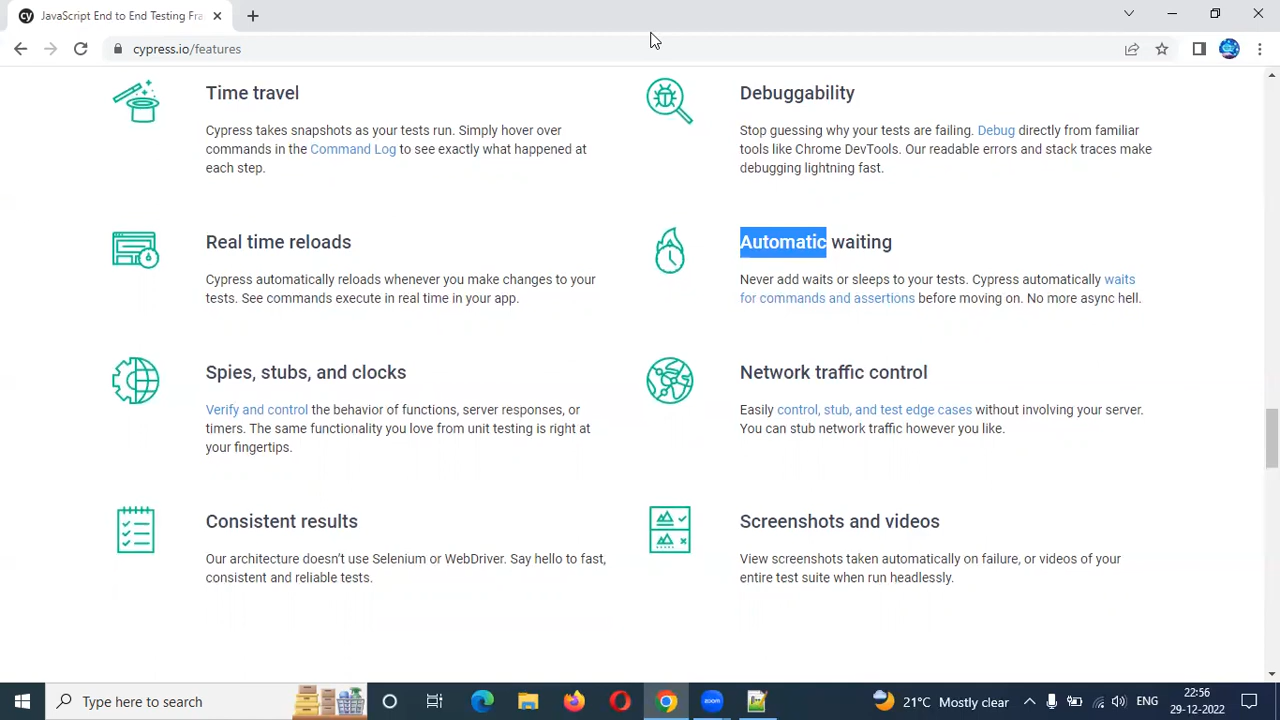 JavaScript End to End Testing Fra
cypress.io/features
Time travel
Cypress takes snapshots as your tests run. Simply hover over
commands in the Command Log to see exactly what happened at
each step.
Debuggability
Stop guessing why your tests are failing. Debug directly from familiar
tools like Chrome DevTools. Our readable errors and stack traces make
debugging lightning fast.
Real time reloads
Cypress automatically reloads whenever you make changes to your
tests. See commands execute in real time in your app.
Automatic waiting
Never add waits or sleeps to your tests. Cypress automatically waits
for commands and assertions before moving on. No more async hell.
Spies, stubs, and clocks
Verify and control the behavior of functions, server responses, or
timers. The same functionality you love from unit testing is right at
your fingertips.
Network traffic control
Easily control, stub, and test edge cases without involving your server.
You can stub network traffic however you like.
Consistent results
Our architecture doesn’t use Selenium or WebDriver. Say hello to fast,
consistent and reliable tests.
Screenshots and videos
View screenshots taken automatically on failure, or videos of your
entire test suite when run headlessly.
Type here to search
zoom
21°C Mostly clear
ENG
22:56
29-12-2022